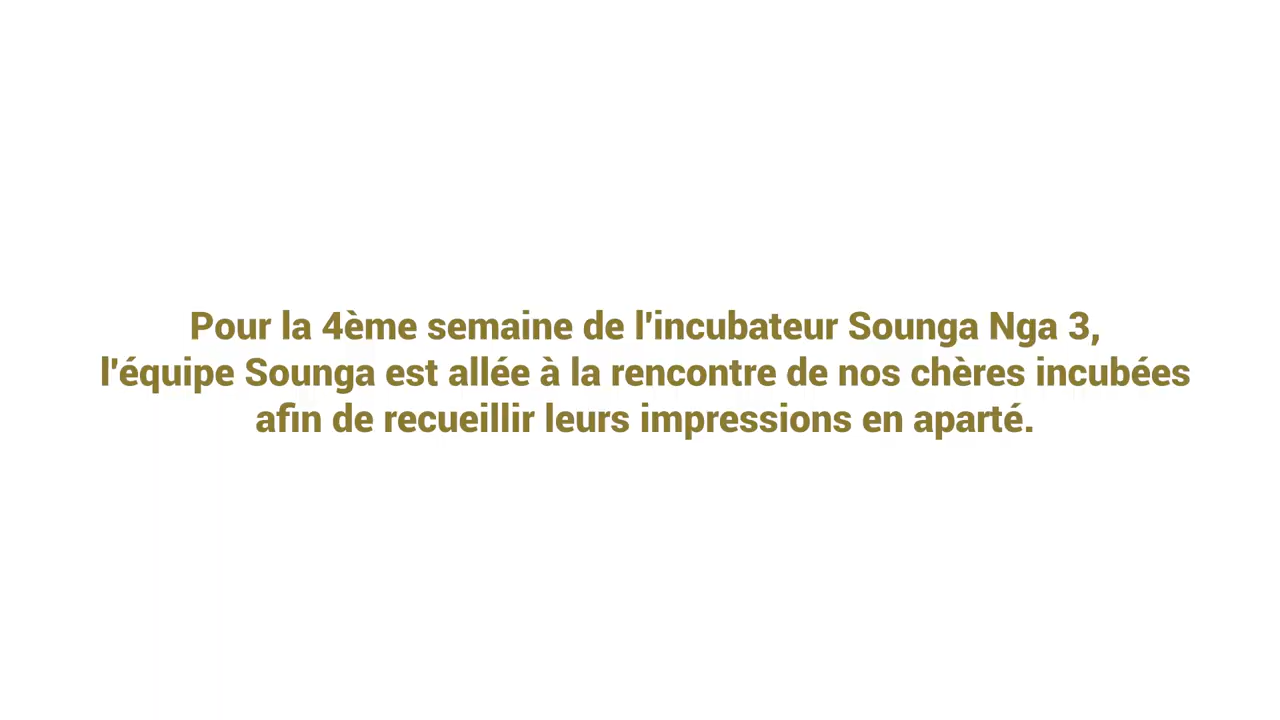 Pour la 4ème semaine de l'incubateur Sounga Nga 3,
l'équipe Sounga est allée à la rencontre de nos chères incubées
afin de recueillir leurs impressions en aparté.